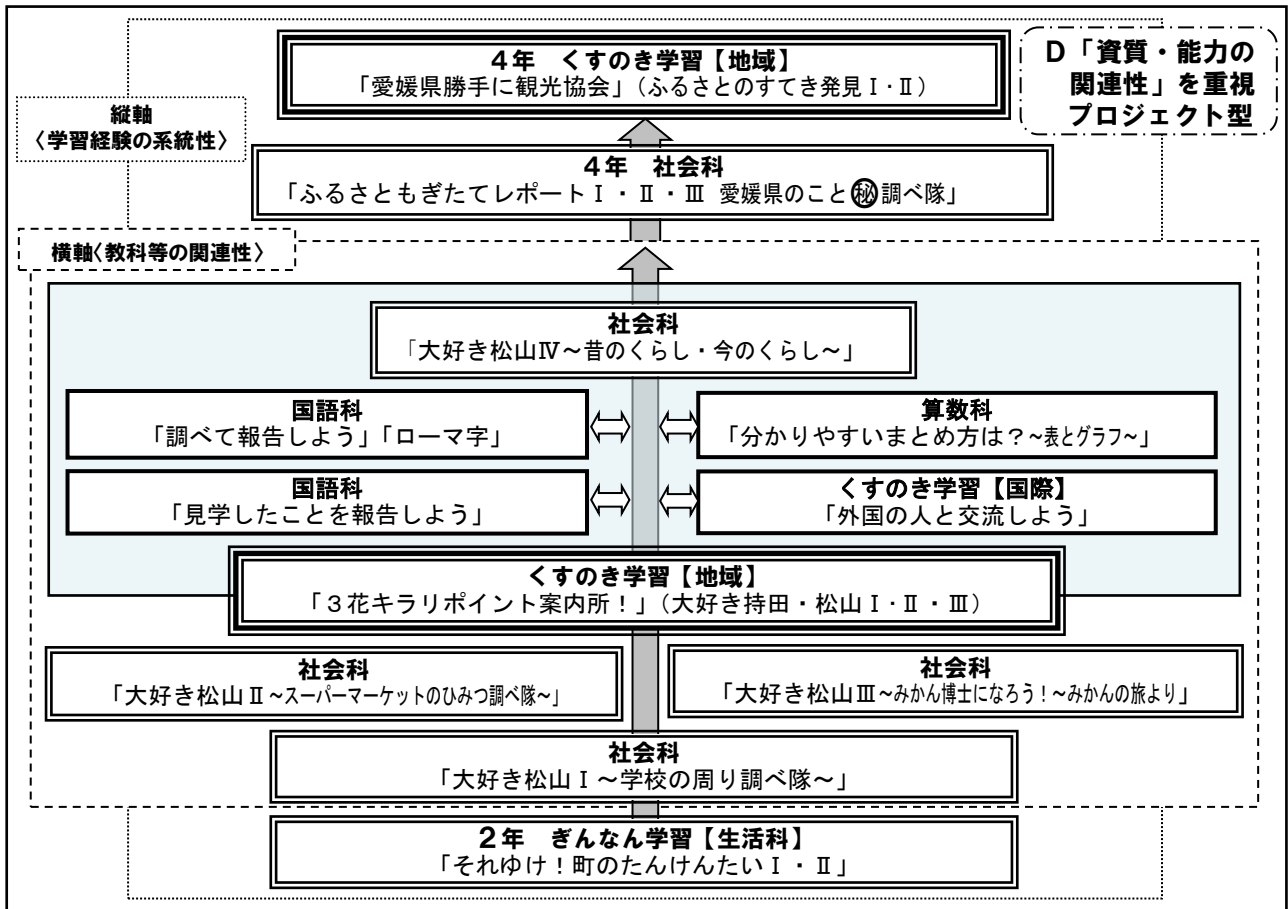 4年 くすのき学習【地域】
「愛媛県勝手に観光協会」(ふるさとのすてき発見Ⅰ・Ⅱ)
D「資質・能力の
関連性」を重視
プロジェクト型
縦軸
〈学習経験の系統性〉
4年 社会科
「ふるさともぎたてレポートⅠ・Ⅱ・Ⅲ 愛媛県のこと㊙調べ隊」
横軸〈教科等の関連性〉
社会科
「大好き松山Ⅳ~昔のくらし・今のくらし~」
国語科
「調べて報告しよう」「ローマ字」
算数科
「分かりやすいまとめ方は?~表とグラフ~」
国語科
「見学したことを報告しよう」
くすのき学習【国際】
「外国の人と交流しよう」
くすのき学習【地域】
「3花キラリポイント案内所!」(大好き持田・松山Ⅰ・Ⅱ・Ⅲ)
社会科
「大好き松山Ⅱ~スーパーマーケットのひみつ調べ隊~」
社会科
「大好き松山Ⅲ~みかん博士になろう!~みかんの旅より」
社会科
「大好き松山Ⅰ~学校の周り調べ隊~」
2年 ぎんなん学習【生活科】
「それゆけ!町のたんけんたいⅠ・Ⅱ」